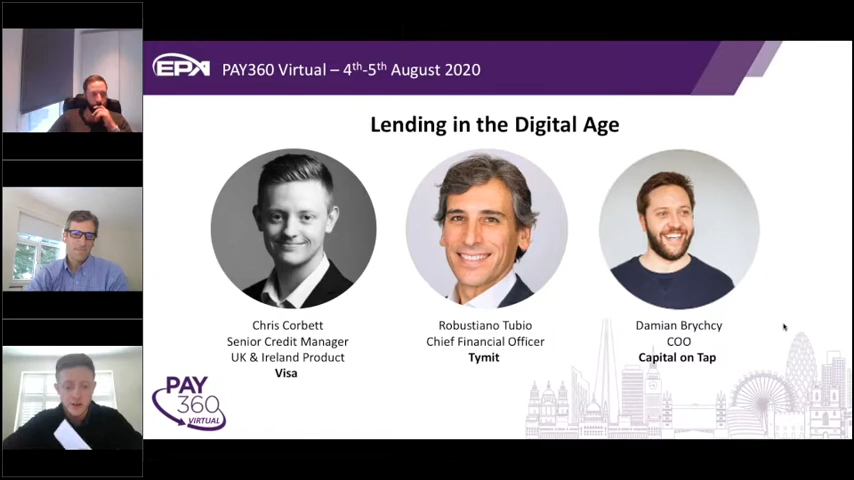 EPA PAY360 Virtual – 4th-5th August 2020
Lending in the Digital Age
Chris Corbett
Senior Credit Manager
UK & Ireland Product
Visa
Robustiano Tubio
Chief Financial Officer
Tymit
Damian Brychcy
COO
Capital on Tap
PAY
360
VIRTUAL